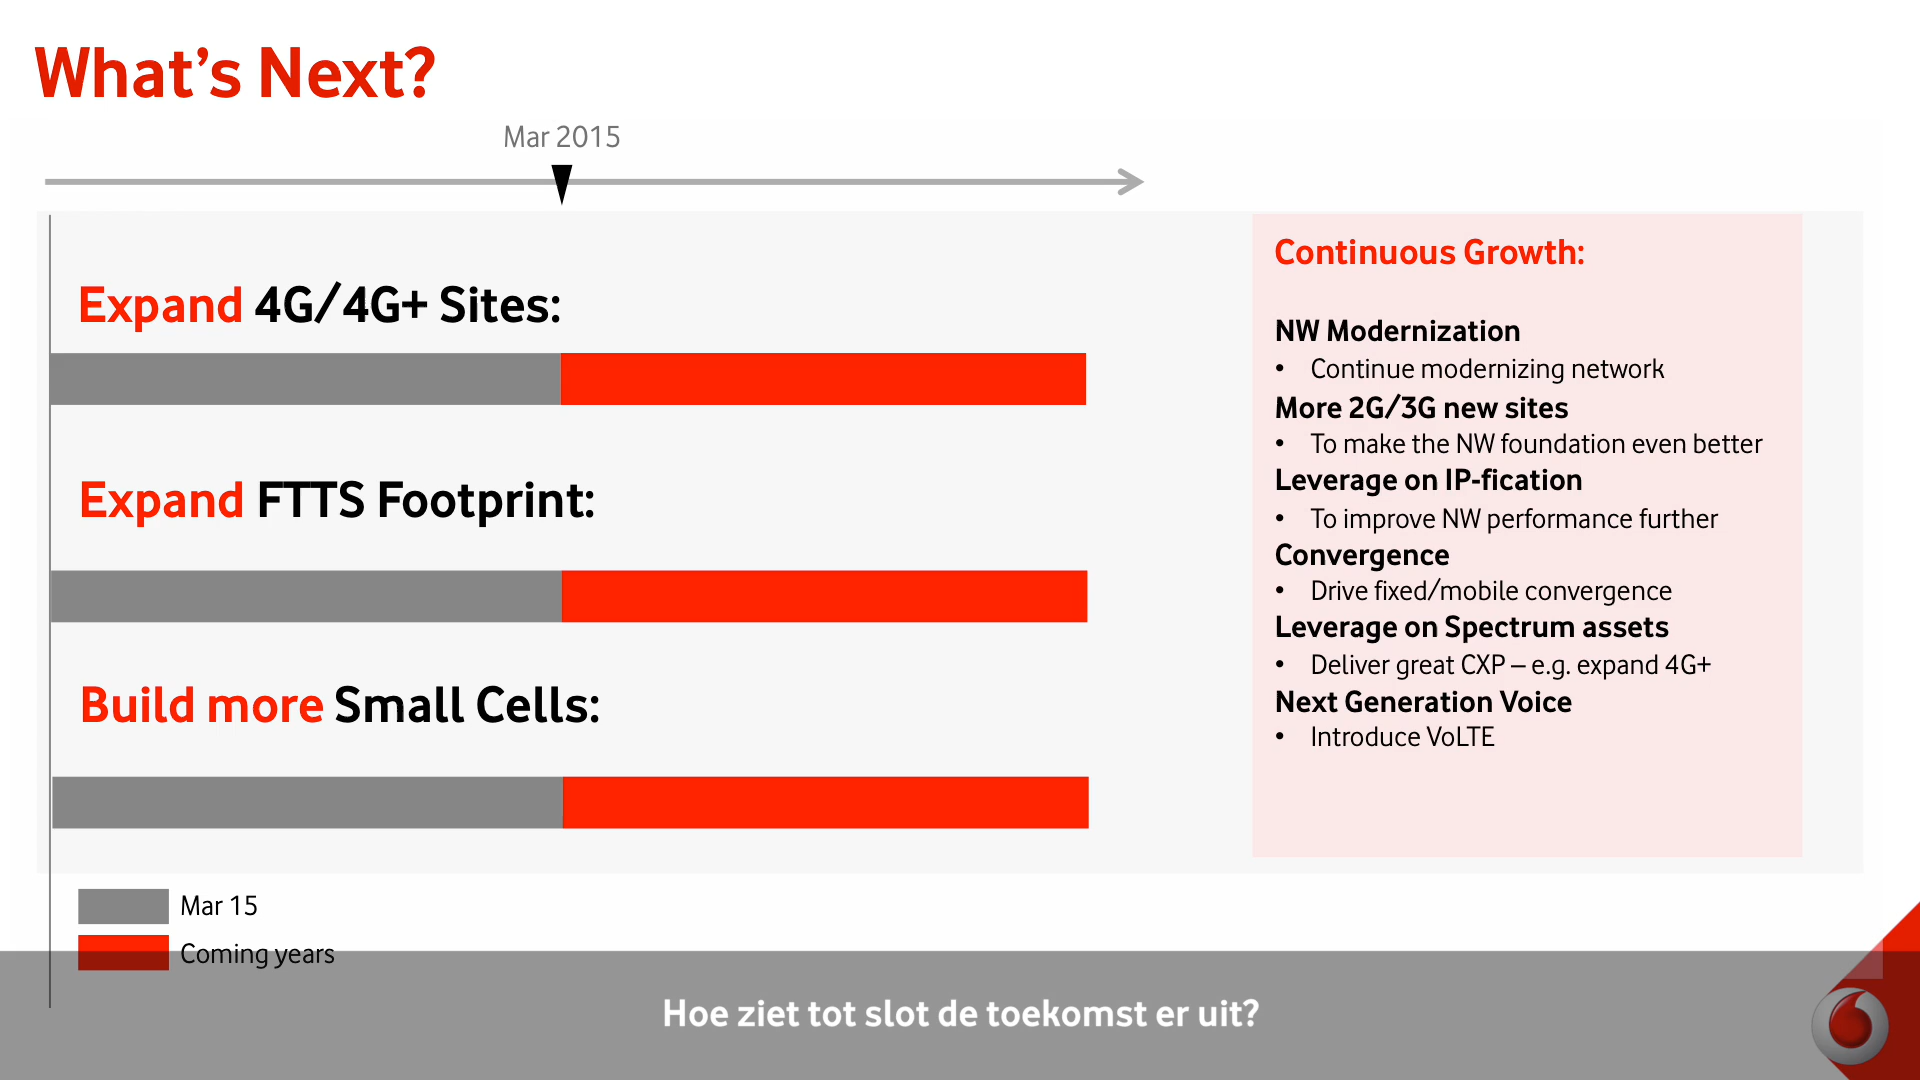 What's Next?
Mar 2015
Expand 4G/4G+ Sites:
Expand FTTS Footprint:
Build more Small Cells:
Mar 15
Coming years
Continuous Growth:
NW Modernization
• Continue modernizing network
More 2G/3G new sites
• To make the NW foundation even better
Leverage on IP-fication
• To improve NW performance further
Convergence
• Drive fixed/mobile convergence
Leverage on Spectrum assets
• Deliver great CXP – e.g. expand 4G+
Next Generation Voice
• Introduce VoLTE
Hoe ziet tot slot de toekomst er uit?